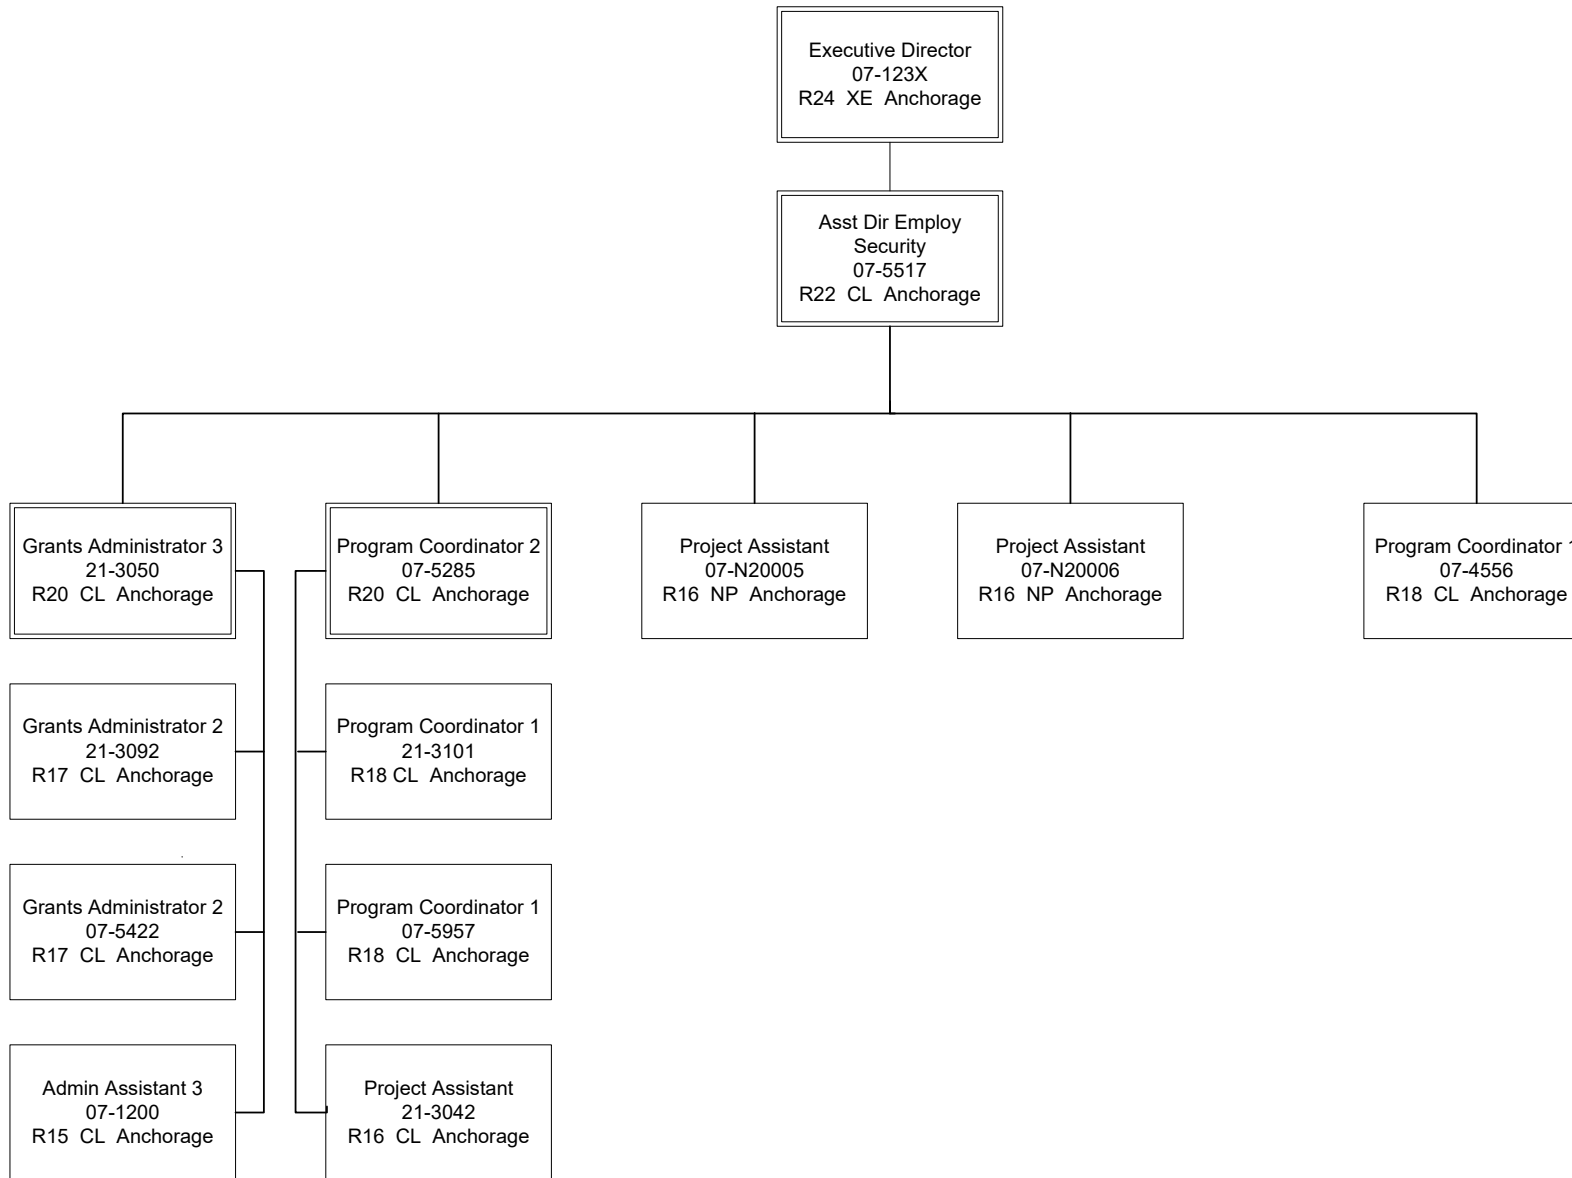 Executive Director
07-123X
R24 XE Anchorage
Asst Dir Employ
Security
07-5517
R22 CL Anchorage
Grants Administrator 3
21-3050
R20 CL Anchorage
Program Coordinator 2
07-5285
R20 CL Anchorage
Project Assistant
07-N20005
R16 NP Anchorage
Project Assistant
07-N20006
R16 NP Anchorage
Program Coordinator 1
07-4556
R18 CL Anchorage
Grants Administrator 2
21-3092
R17 CL Anchorage
Program Coordinator 1
21-3101
R18 CL Anchorage
Grants Administrator 2
07-5422
R17 CL Anchorage
Program Coordinator 1
07-5957
R18 CL Anchorage
Admin Assistant 3
07-1200
R15 CL Anchorage
Project Assistant
21-3042
R16 CL Anchorage